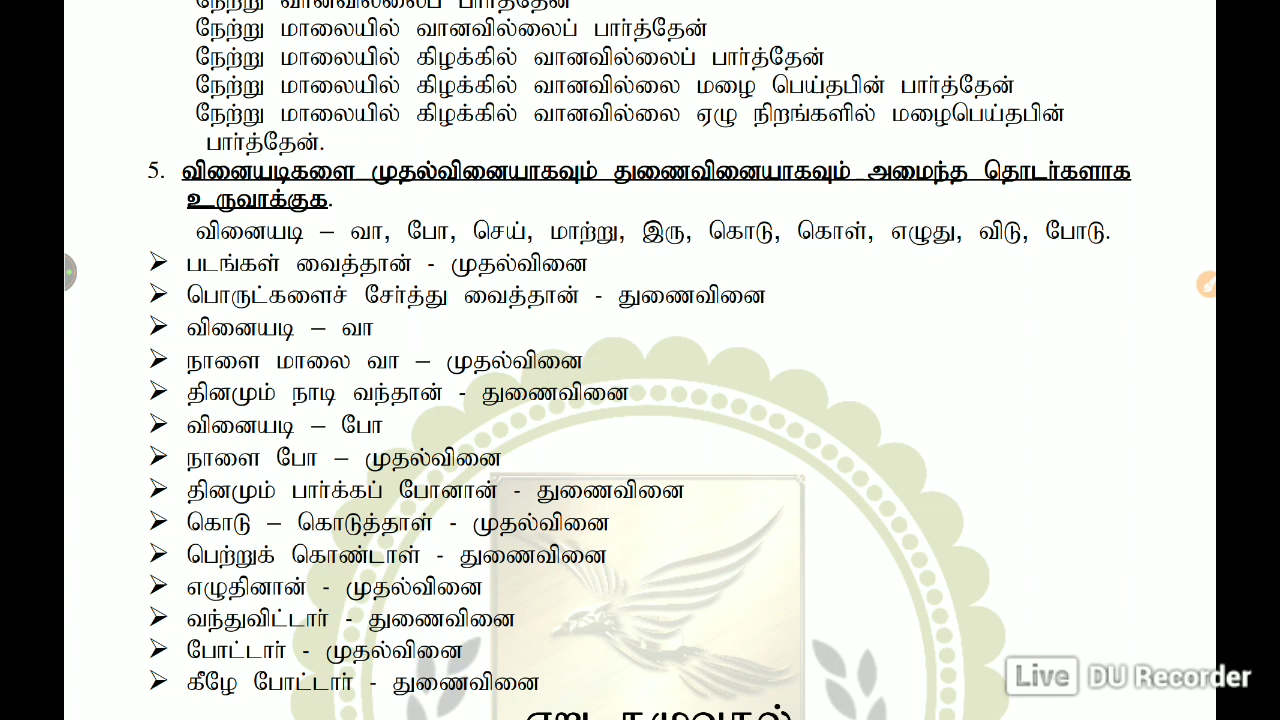 நேற்று வானவில்லைப் பார்த்தேன்
நேற்று மாலையில் வானவில்லைப் பார்த்தேன்
நேற்று மாலையில் கிழக்கில் வானவில்லைப் பார்த்தேன்
நேற்று மாலையில் கிழக்கில் வானவில்லை மழை பெய்தபின் பார்த்தேன்
நேற்று மாலையில் கிழக்கில் வானவில்லை ஏழு நிறங்களில் மழைபெய்தபின்
பார்த்தேன்.
5. வினையடிகளை முதல்வினையாகவும் துணைவினையாகவும் அமைந்த தொடர்களாக
உருவாக்குக.
வினையடி – வா, போ, செய், மாற்று, இரு, கொடு, கொள், எழுது, விடு, போடு.
➢ படங்கள் வைத்தான் - முதல்வினை
➢ பொருட்களைச் சேர்த்து வைத்தான் - துணைவினை
➢ வினையடி – வா
➢ நாளை மாலை வா – முதல்வினை
➢ தினமும் நாடி வந்தான் - துணைவினை
➢ வினையடி – போ
➢ நாளை போ – முதல்வினை
➢ தினமும் பார்க்கப் போனான் - துணைவினை
➢ கொடு – கொடுத்தாள் - முதல்வினை
➢ பெற்றுக் கொண்டாள் - துணைவினை
➢ எழுதினான் - முதல்வினை
➢ வந்துவிட்டார் - துணைவினை
➢ போட்டார் - முதல்வினை
➢ கீழே போட்டார் - துணைவினை
Live DU Recorder